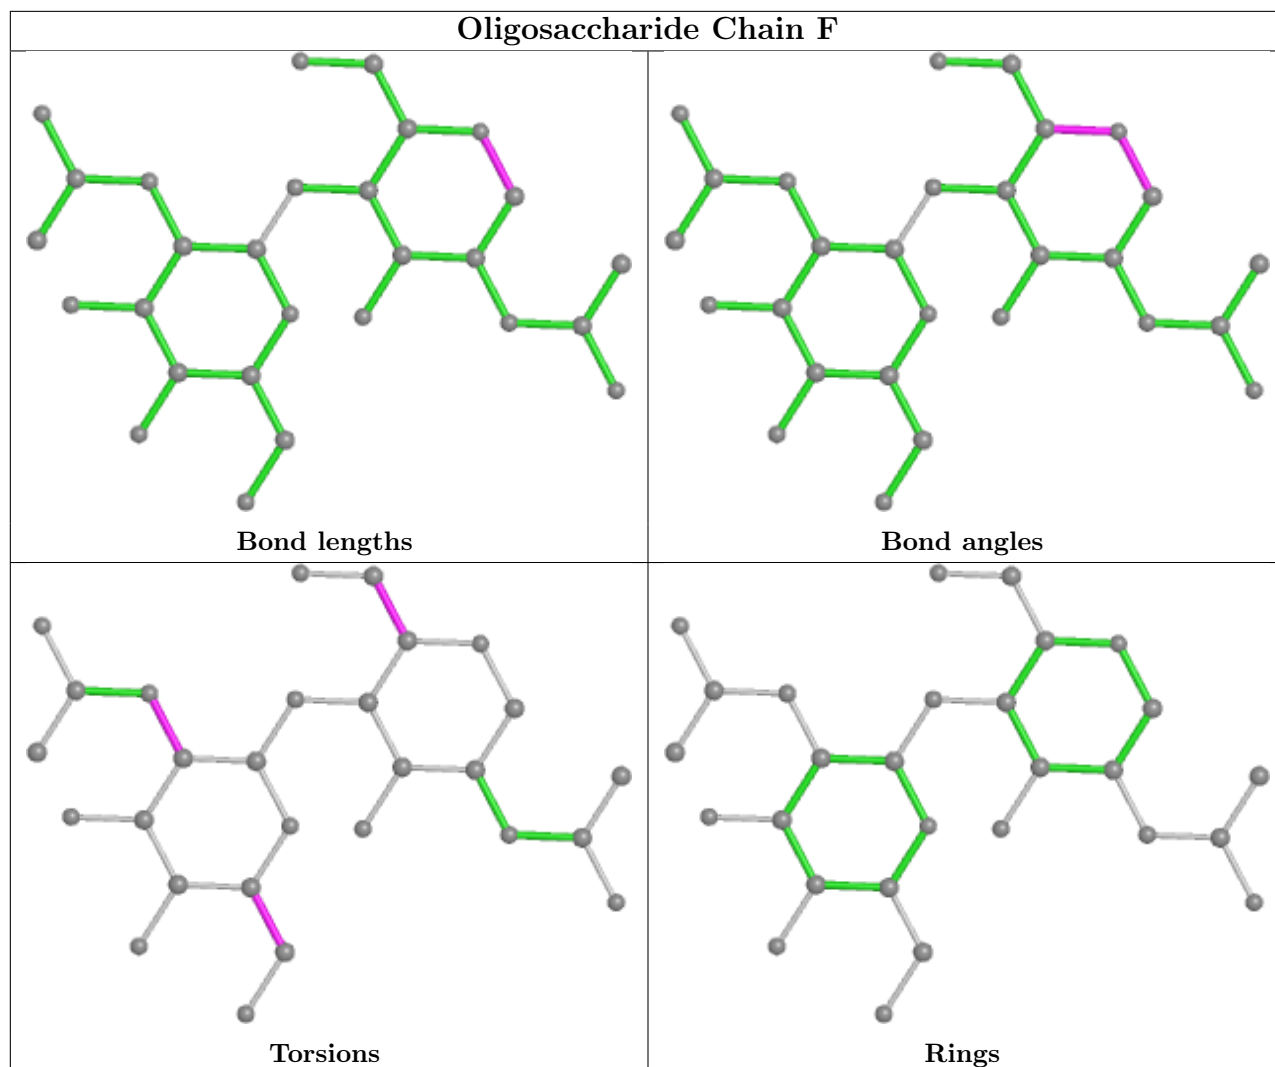 Oligosaccharide Chain F
Bond lengths
Bond angles
Torsions
Rings